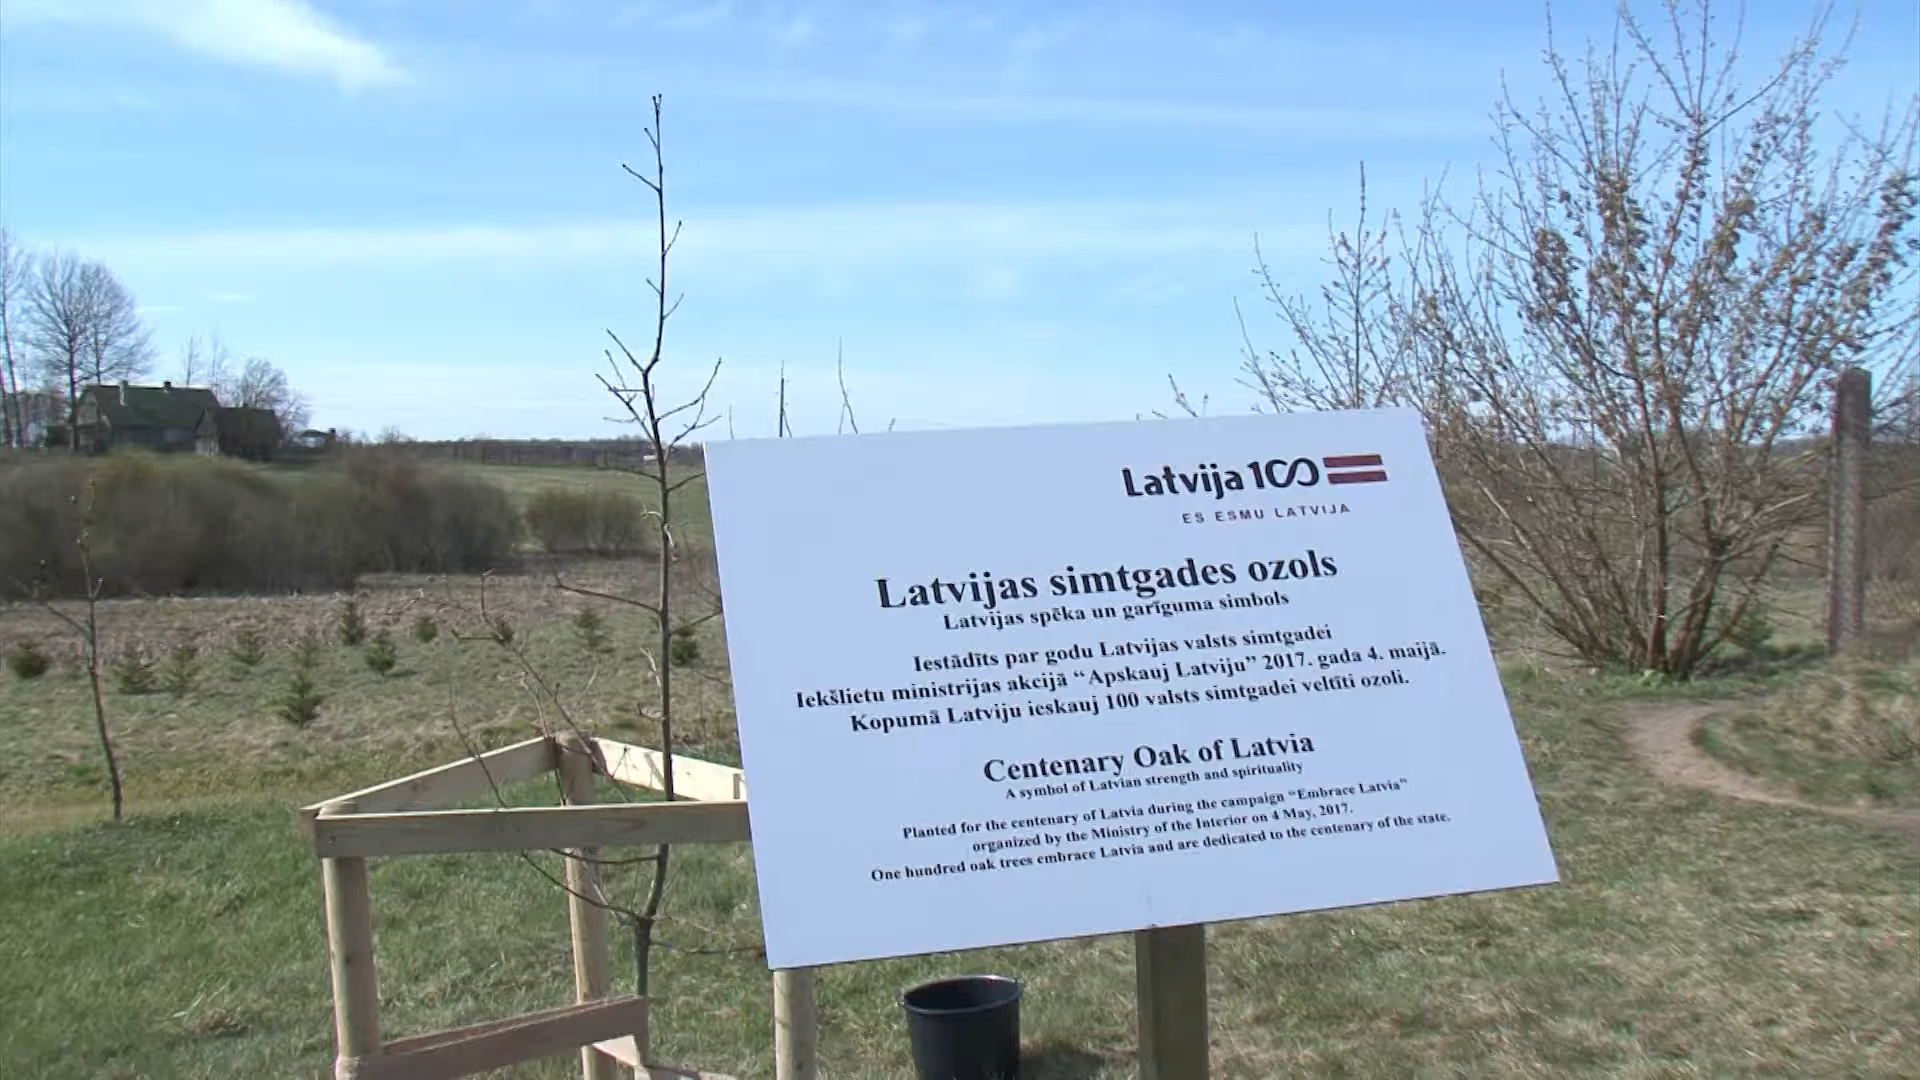 Latvija 100
ES ESMU LATVIJA
Latvijas simtgades ozols
Latvijas spēka un garīguma simbols
Iestādīts par godu Latvijas valsts simtgadei
Iekšlietu ministrijas akcijā “Apskauj Latviju” 2017. gada 4. maijā.
Kopumā Latviju ieskauj 100 valsts simtgadei veltīti ozoli.
Centenary Oak of Latvia
A symbol of Latvian strength and spirituality
Planted for the centenary of Latvia during the campaign “Embrace Latvia”
organized by the Ministry of the Interior on 4 May, 2017.
One hundred oak trees embrace Latvia and are dedicated to the centenary of the state.